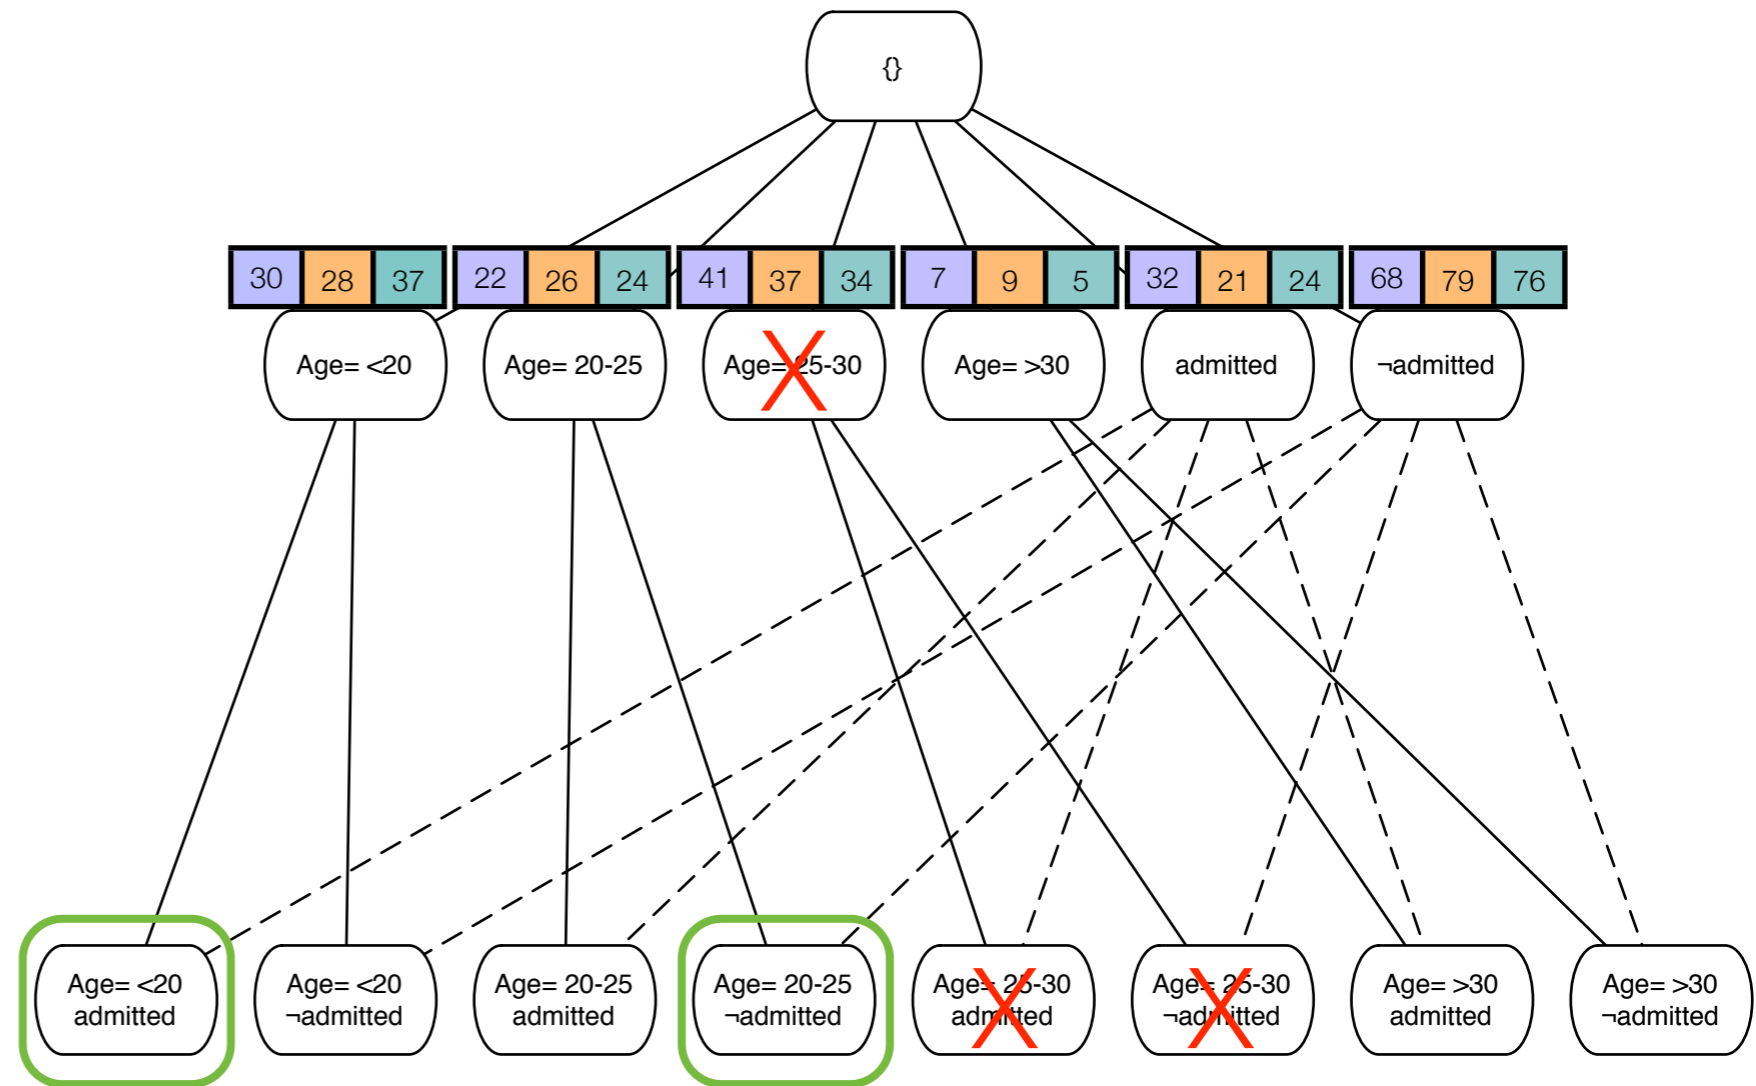 {}
30 28 37 22 26 24 41 37 34 7 9 5 32 21 24 68 79 76
Age= <20 Age= 20-25 Age= 25-30 Age= >30 admitted ¬admitted
Age= <20 Age= <20 Age= 20-25 Age= 20-25 Age= 25-30 Age= 25-30 Age= >30 Age= >30
admitted ¬admitted admitted ¬admitted admitted ¬admitted admitted ¬admitted